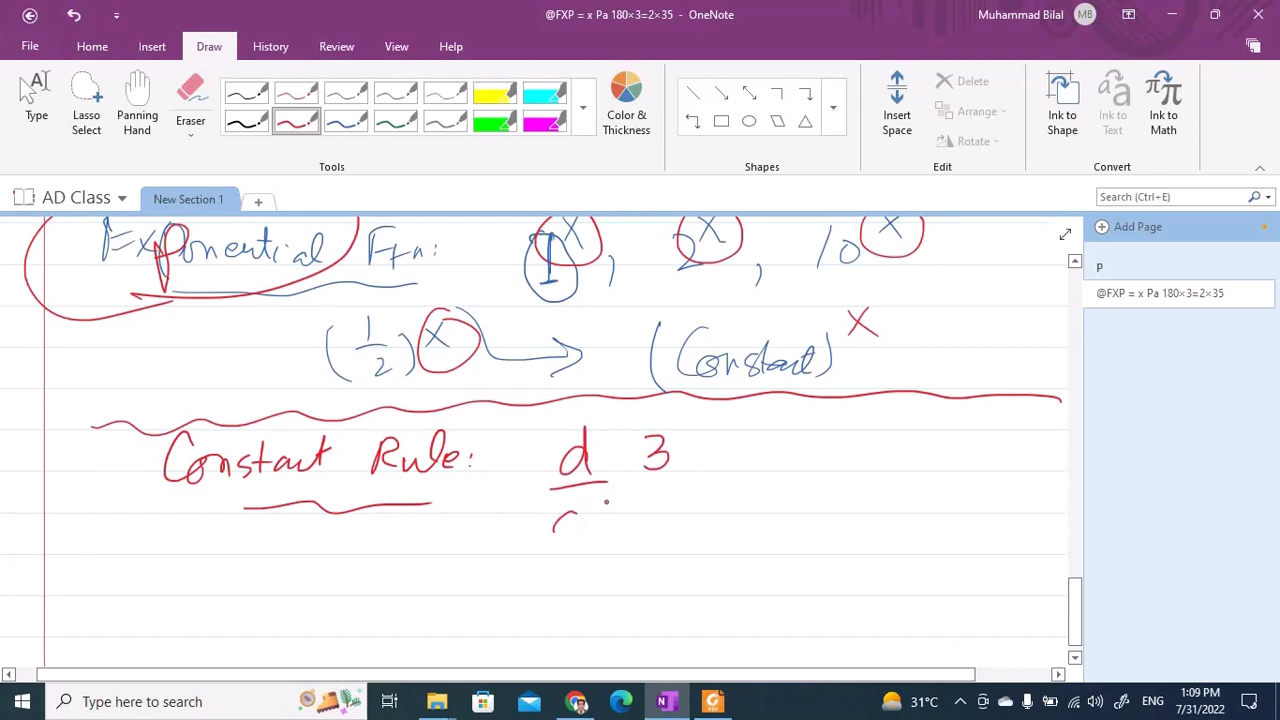 @FXP = x Pa 180×3=2×35 - OneNote
Muhammad Bilal MB
File Home Insert Draw History Review View Help
Type Lasso Select Panning Hand Eraser Color & Thickness Insert Space Delete Arrange Rotate Ink to Shape Ink to Text Ink to Math
Tools Shapes Edit Convert
AD Class New Section 1 + Search (Ctrl+E)
Add Page
p
@FXP = x Pa 180×3=2×35
Exponential Ftn: 1^x, 2^x, 10^x
(1/2)^x → (Constant)^x
Constant Rule: d 3
Type here to search
31°C ENG 1:09 PM
7/31/2022